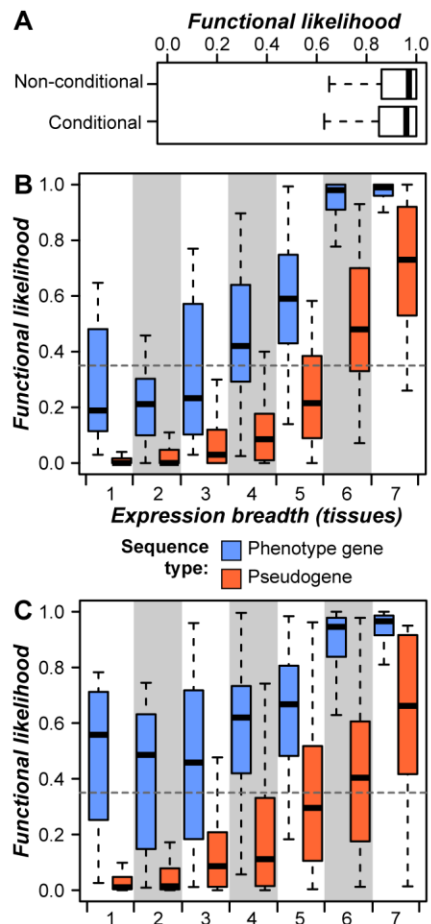 A
Functional likelihood
0.0 0.2 0.4 0.6 0.8 1.0
Non-conditional
Conditional
B
Functional likelihood
1.0
0.8
0.6
0.4
0.2
0.0
1 2 3 4 5 6 7
Expression breadth (tissues)
Sequence type:
Phenotype gene
Pseudogene
C
Functional likelihood
1.0
0.8
0.6
0.4
0.2
0.0
1 2 3 4 5 6 7